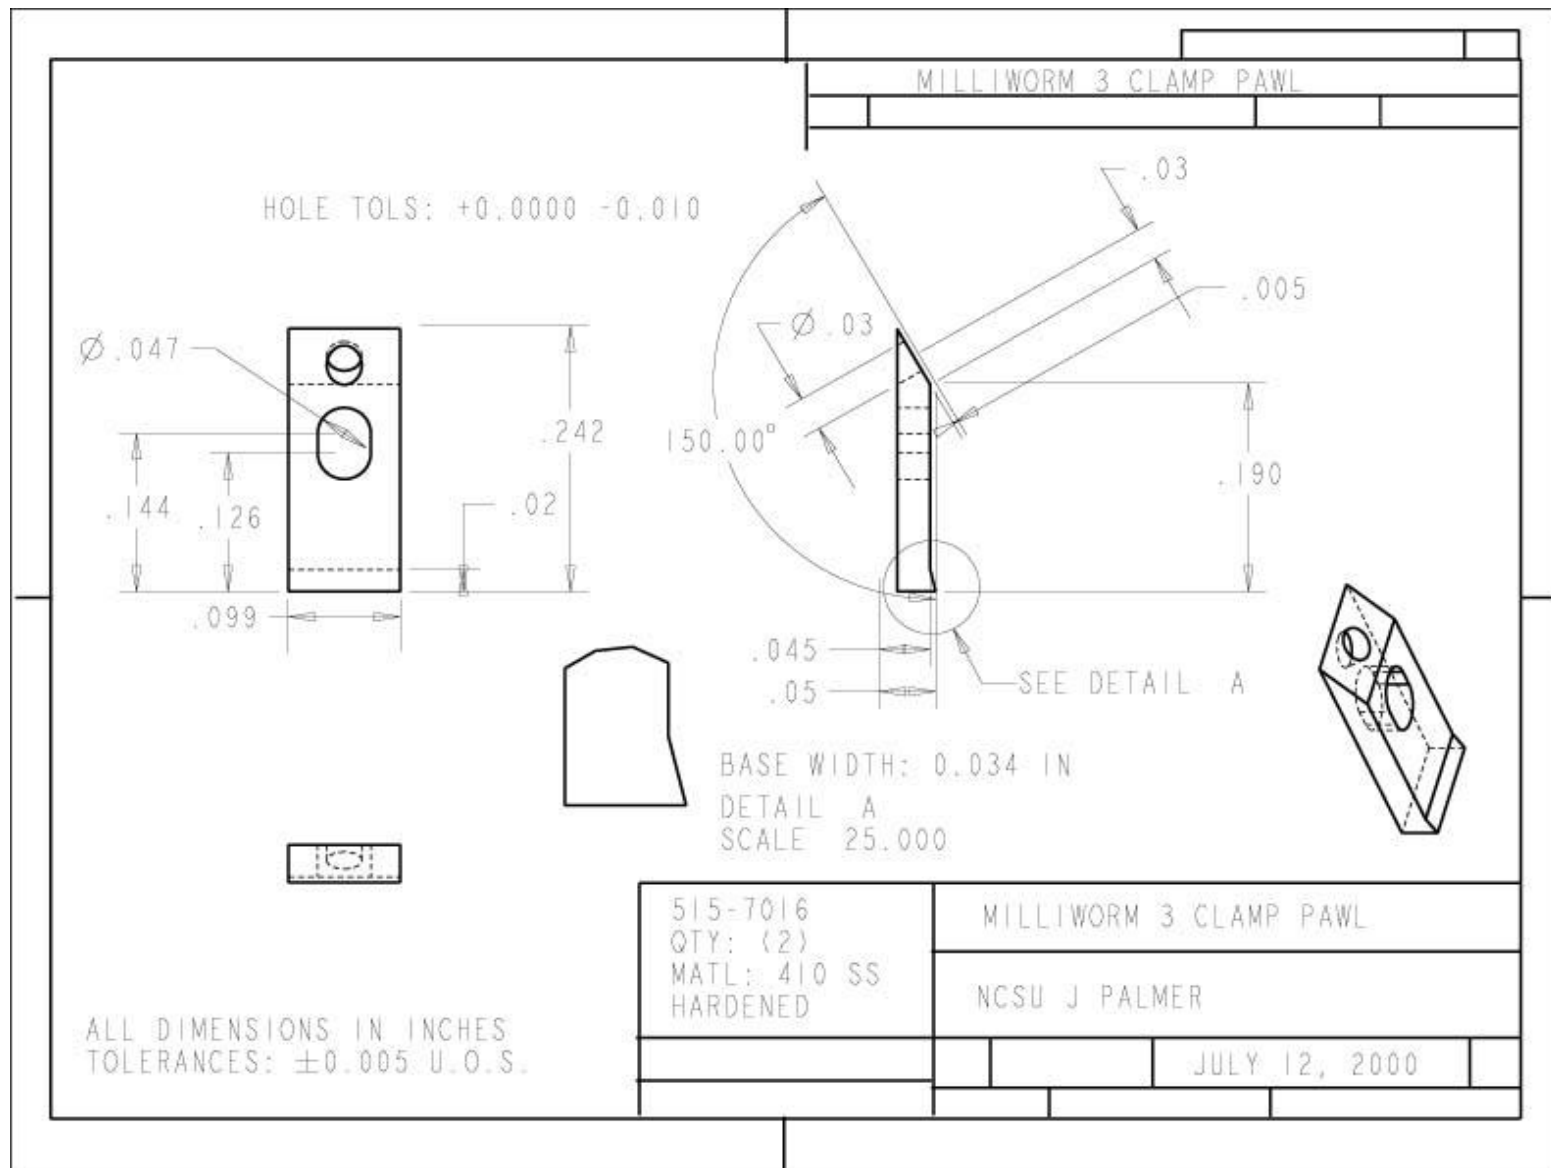 MILLIWORM 3 CLAMP PAWL
HOLE TOLS: +0.0000 -0.010
.03
.005
Ø.047
Ø.03
.242
150.00°
.190
.144
.126
.02
.099
.045
.05
SEE DETAIL A
BASE WIDTH: 0.034 IN
DETAIL A
SCALE 25.000
515-7016
QTY: (2)
MATL: 410 SS
HARDENED
MILLIWORM 3 CLAMP PAWL
NCSU J PALMER
JULY 12, 2000
ALL DIMENSIONS IN INCHES
TOLERANCES: ±0.005 U.O.S.